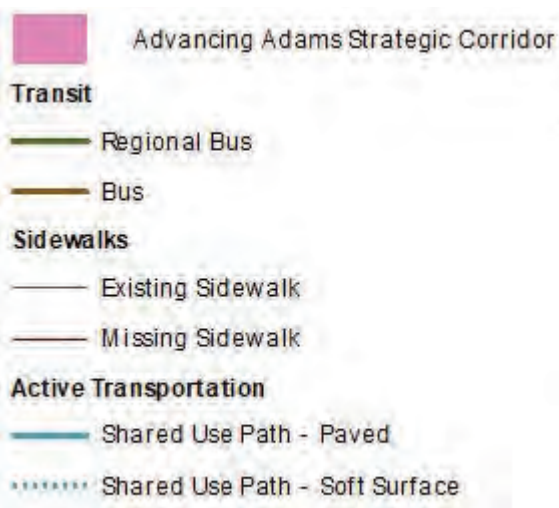 Advancing Adams Strategic Corridor
Transit
Regional Bus
Bus
Sidewalks
Existing Sidewalk
Missing Sidewalk
Active Transportation
Shared Use Path - Paved
Shared Use Path - Soft Surface